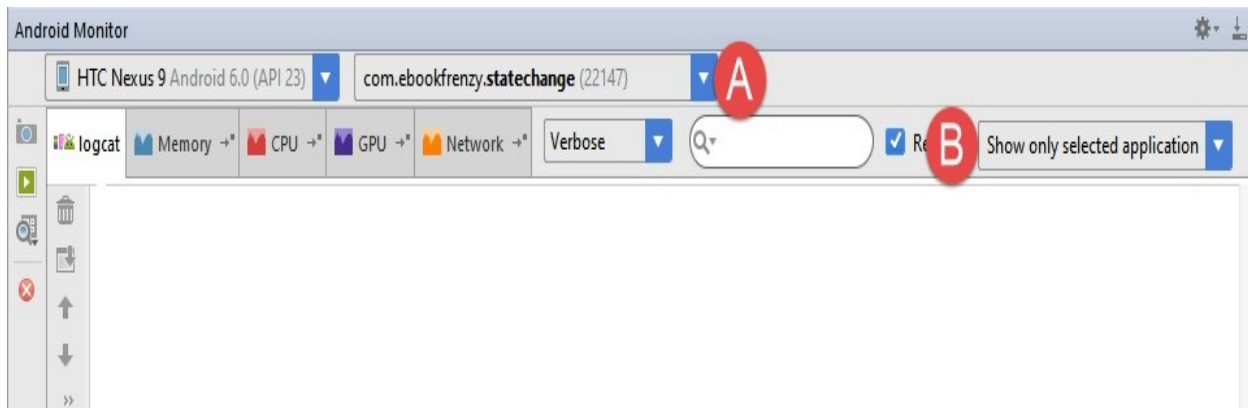 Android Monitor
HTC Nexus 9 Android 6.0 (API 23) com.ebookfrenzy.statechange (22147) A
logcat Memory CPU GPU Network Verbose Re B Show only selected application